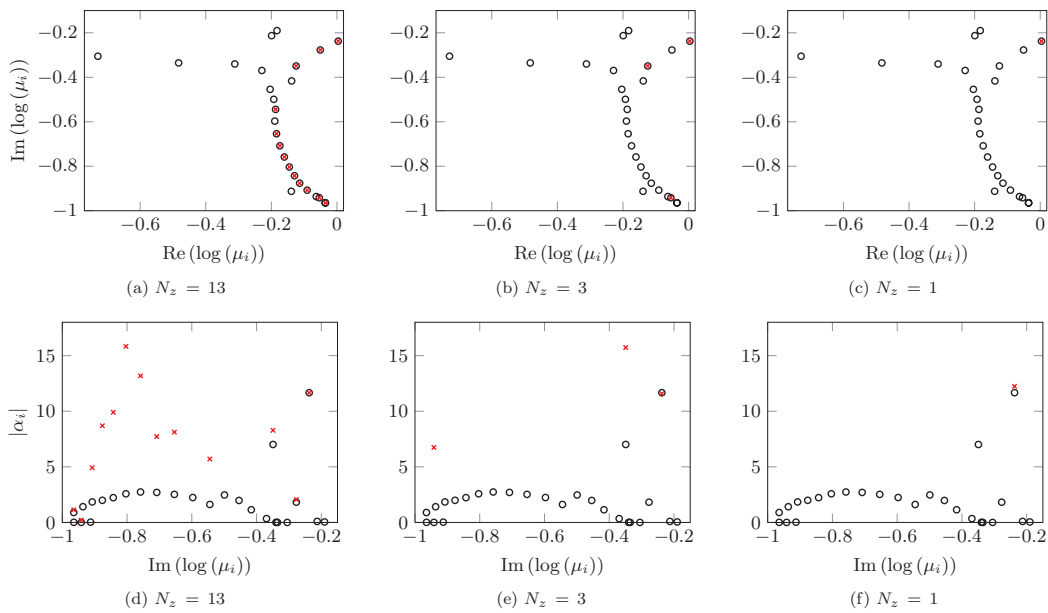 −0.2 −0.2 −0.2
−0.4 −0.4 −0.4
−0.6 −0.6 −0.6
−0.8 −0.8 −0.8
−1 −1 −1
Im (log (μi))
−0.6 −0.4 −0.2 0 −0.6 −0.4 −0.2 0 −0.6 −0.4 −0.2 0
Re (log (μi)) Re (log (μi)) Re (log (μi))
(a) Nz = 13 (b) Nz = 3 (c) Nz = 1
15 15 15
10 10 10
5 5 5
0 0 0
|αi|
−1 −0.8 −0.6 −0.4 −0.2 −1 −0.8 −0.6 −0.4 −0.2 −1 −0.8 −0.6 −0.4 −0.2
Im (log (μi)) Im (log (μi)) Im (log (μi))
(d) Nz = 13 (e) Nz = 3 (f) Nz = 1